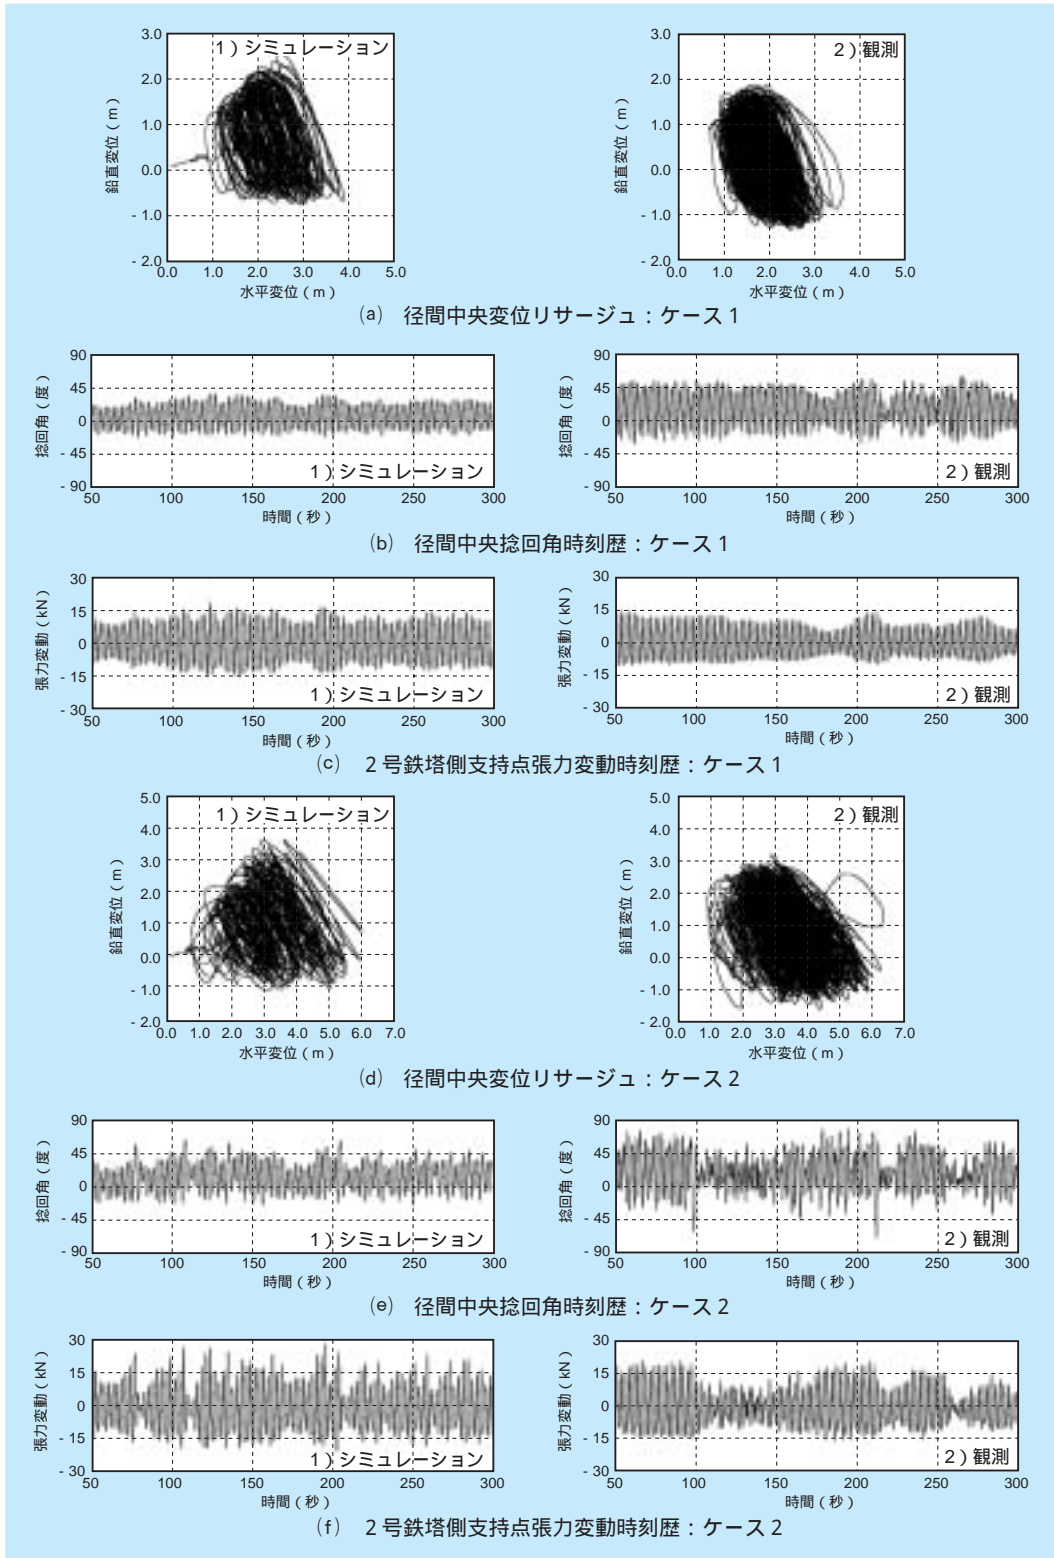 1）シミュレーション
3.0
2.0
1.0
0.0
- 1.0
- 2.0
鉛直変位（m）
0.0 1.0 2.0 3.0 4.0 5.0
水平変位（m）
2）観測
3.0
2.0
1.0
0.0
- 1.0
- 2.0
鉛直変位（m）
0.0 1.0 2.0 3.0 4.0 5.0
水平変位（m）
(a) 径間中央変位リサージュ：ケース1
90
45
0
- 45
- 90
捻回角（度）
1）シミュレーション
50 100 150 200 250 300
時間（秒）
90
45
0
- 45
- 90
捻回角（度）
2）観測
50 100 150 200 250 300
時間（秒）
(b) 径間中央捻回角時刻歴：ケース1
30
15
0
- 15
- 30
張力変動（kN）
1）シミュレーション
50 100 150 200 250 300
時間（秒）
30
15
0
- 15
- 30
張力変動（kN）
2）観測
50 100 150 200 250 300
時間（秒）
(c) 2号鉄塔側支持点張力変動時刻歴：ケース1
1）シミュレーション
5.0
4.0
3.0
2.0
1.0
0.0
- 1.0
- 2.0
鉛直変位（m）
0.0 1.0 2.0 3.0 4.0 5.0 6.0 7.0
水平変位（m）
2）観測
5.0
4.0
3.0
2.0
1.0
0.0
- 1.0
- 2.0
鉛直変位（m）
0.0 1.0 2.0 3.0 4.0 5.0 6.0 7.0
水平変位（m）
(d) 径間中央変位リサージュ：ケース2
90
45
0
- 45
- 90
捻回角（度）
1）シミュレーション
50 100 150 200 250 300
時間（秒）
90
45
0
- 45
- 90
捻回角（度）
2）観測
50 100 150 200 250 300
時間（秒）
(e) 径間中央捻回角時刻歴：ケース2
30
15
0
- 15
- 30
張力変動（kN）
1）シミュレーション
50 100 150 200 250 300
時間（秒）
30
15
0
- 15
- 30
張力変動（kN）
2）観測
50 100 150 200 250 300
時間（秒）
(f) 2号鉄塔側支持点張力変動時刻歴：ケース2